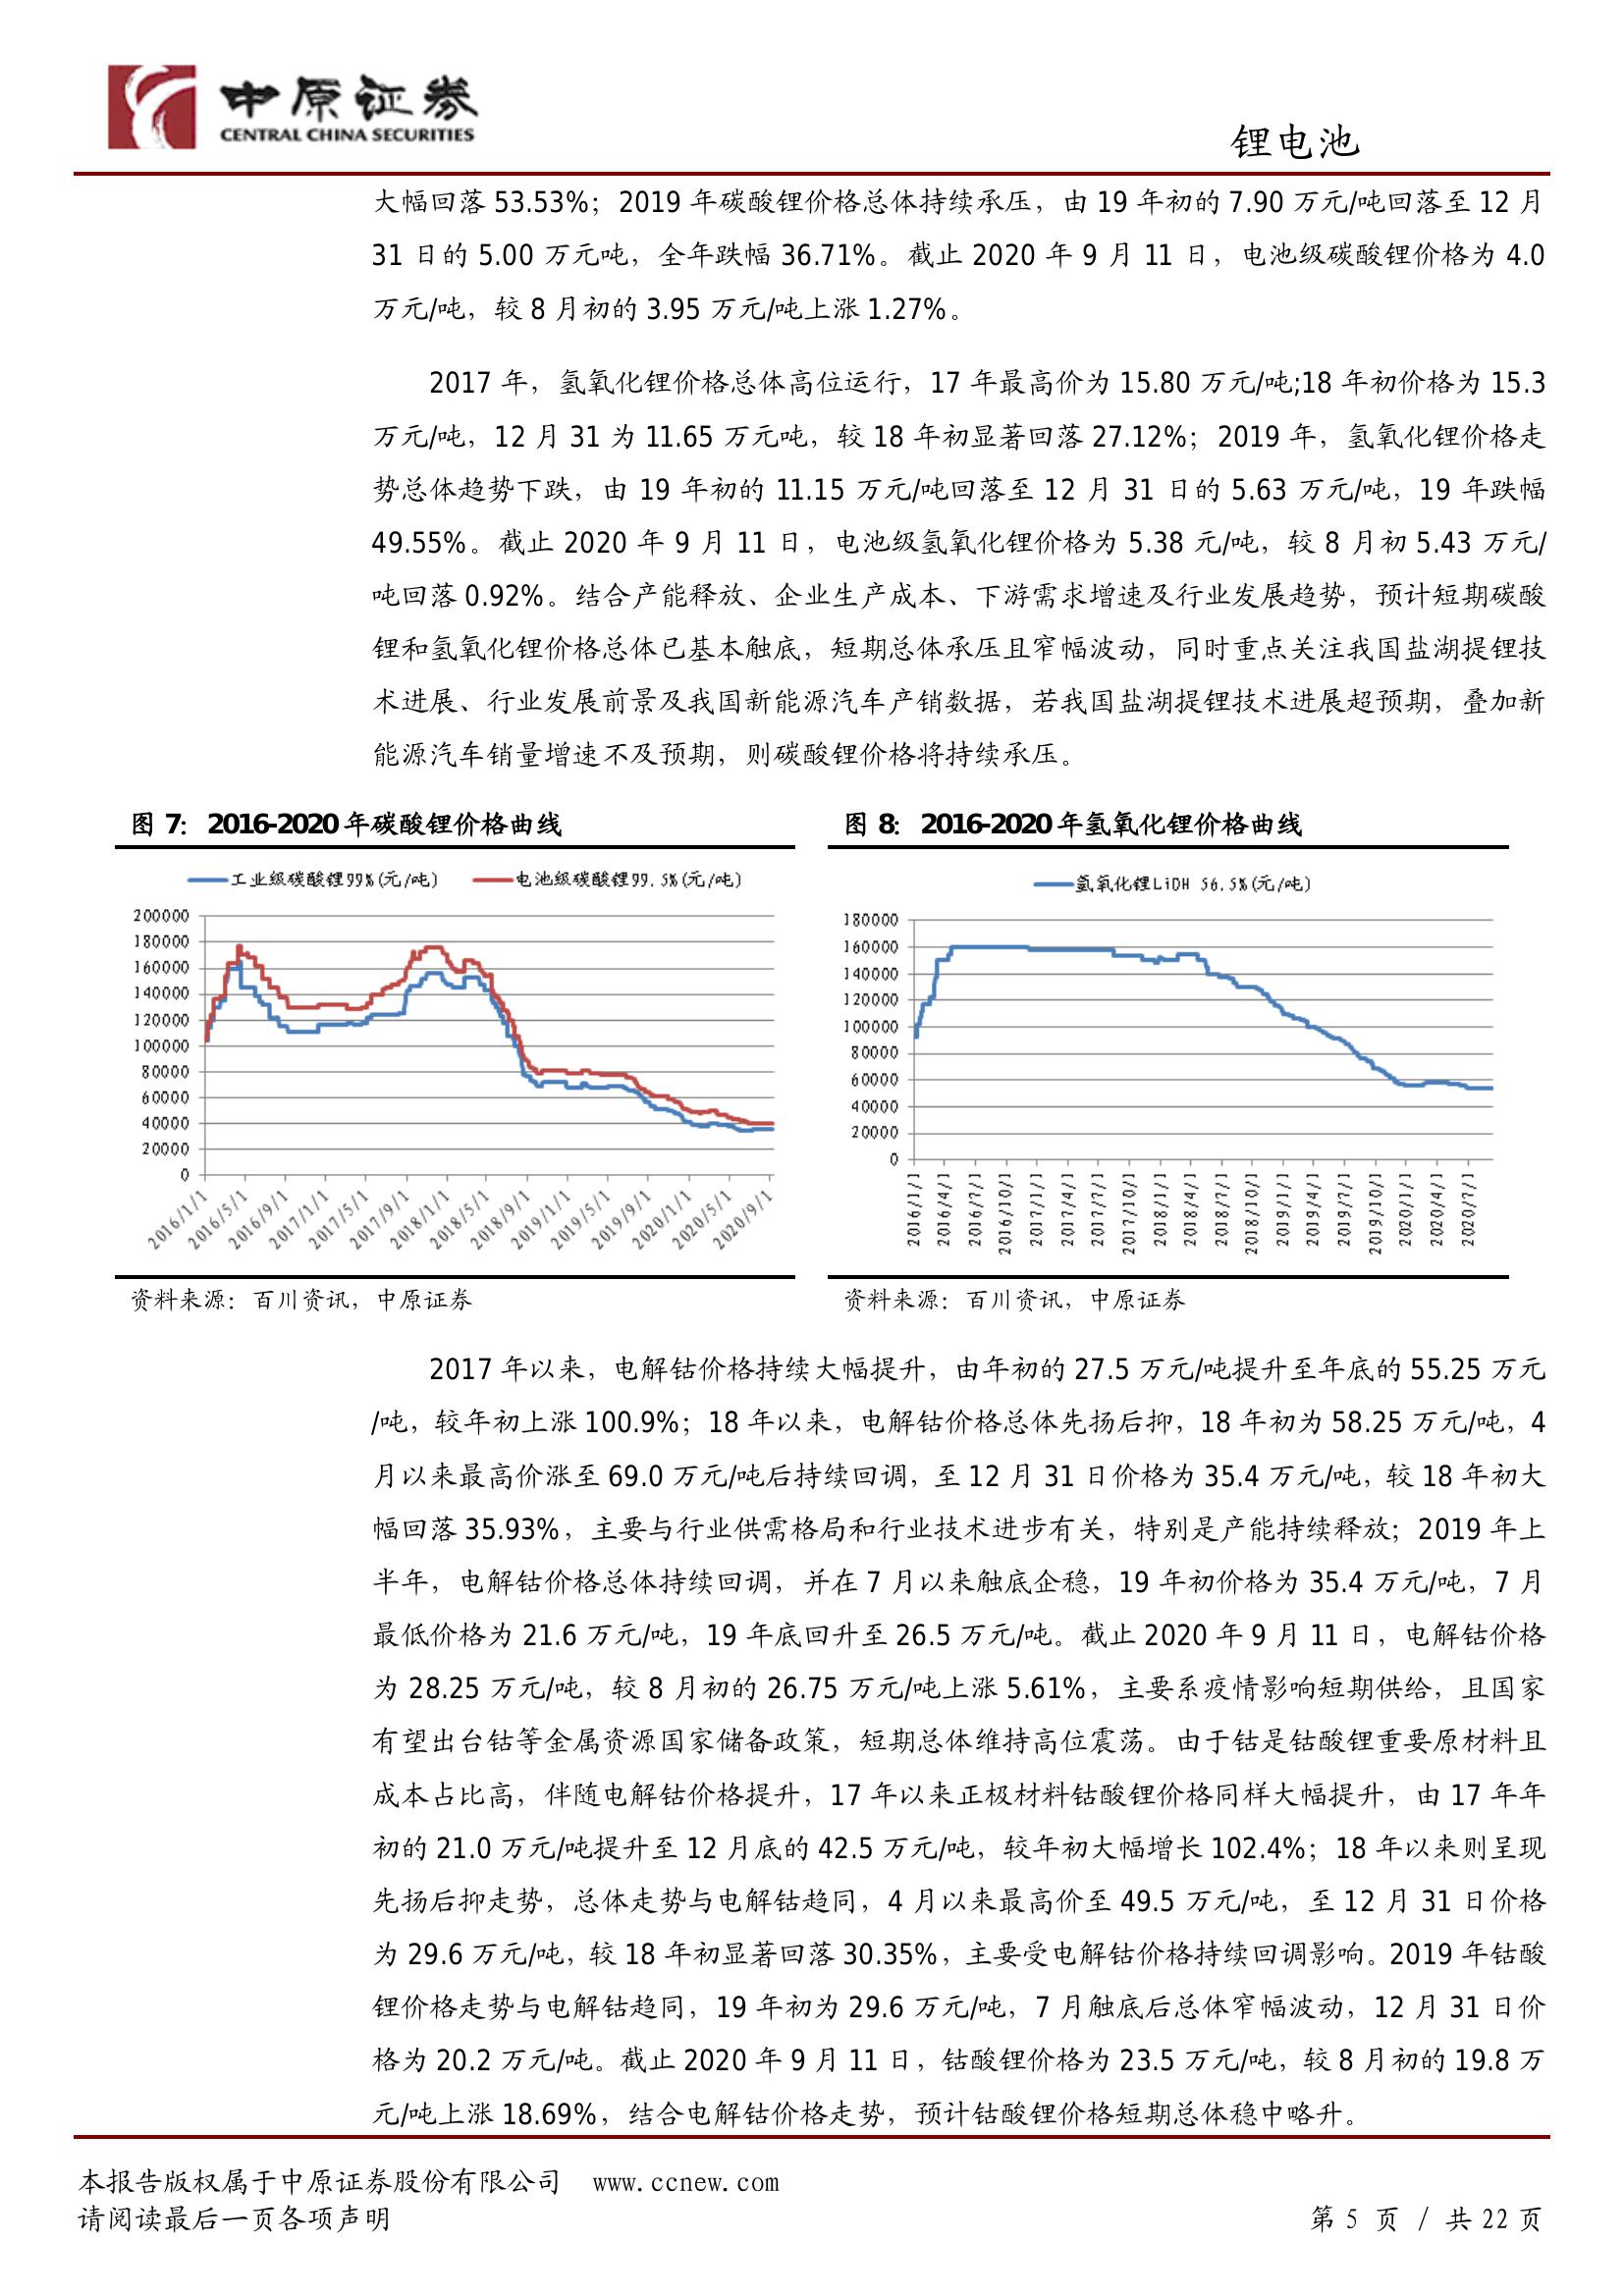 中原证券
CENTRAL CHINA SECURITIES
锂电池
大幅回落 53.53%；2019 年碳酸锂价格总体持续承压，由 19 年初的 7.90 万元/吨回落至 12 月
31 日的 5.00 万元吨，全年跌幅 36.71%。截止 2020 年 9 月 11 日，电池级碳酸锂价格为 4.0
万元/吨，较 8 月初的 3.95 万元/吨上涨 1.27%。
2017 年，氢氧化锂价格总体高位运行，17 年最高价为 15.80 万元/吨;18 年初价格为 15.3
万元/吨，12 月 31 为 11.65 万元吨，较 18 年初显著回落 27.12%；2019 年，氢氧化锂价格走
势总体趋势下跌，由 19 年初的 11.15 万元/吨回落至 12 月 31 日的 5.63 万元/吨，19 年跌幅
49.55%。截止 2020 年 9 月 11 日，电池级氢氧化锂价格为 5.38 元/吨，较 8 月初 5.43 万元/
吨回落 0.92%。结合产能释放、企业生产成本、下游需求增速及行业发展趋势，预计短期碳酸
锂和氢氧化锂价格总体已基本触底，短期总体承压且窄幅波动，同时重点关注我国盐湖提锂技
术进展、行业发展前景及我国新能源汽车产销数据，若我国盐湖提锂技术进展超预期，叠加新
能源汽车销量增速不及预期，则碳酸锂价格将持续承压。
图 7： 2016-2020 年碳酸锂价格曲线
工业级碳酸锂99%(元/吨) 电池级碳酸锂99.5%(元/吨)
200000
180000
160000
140000
120000
100000
80000
60000
40000
20000
0
2016/1/1 2016/5/1 2016/9/1 2017/1/1 2017/5/1 2017/9/1 2018/1/1 2018/5/1 2018/9/1 2019/1/1 2019/5/1 2019/9/1 2020/1/1 2020/5/1 2020/9/1
资料来源：百川资讯，中原证券
图 8： 2016-2020 年氢氧化锂价格曲线
氢氧化锂LiOH 56.5%(元/吨)
180000
160000
140000
120000
100000
80000
60000
40000
20000
0
2016/1/1 2016/4/1 2016/7/1 2016/10/1 2017/1/1 2017/4/1 2017/7/1 2017/10/1 2018/1/1 2018/4/1 2018/7/1 2018/10/1 2019/1/1 2019/4/1 2019/7/1 2019/10/1 2020/1/1 2020/4/1 2020/7/1
资料来源：百川资讯，中原证券
2017 年以来，电解钴价格持续大幅提升，由年初的 27.5 万元/吨提升至年底的 55.25 万元
/吨，较年初上涨 100.9%；18 年以来，电解钴价格总体先扬后抑，18 年初为 58.25 万元/吨，4
月以来最高价涨至 69.0 万元/吨后持续回调，至 12 月 31 日价格为 35.4 万元/吨，较 18 年初大
幅回落 35.93%，主要与行业供需格局和行业技术进步有关，特别是产能持续释放；2019 年上
半年，电解钴价格总体持续回调，并在 7 月以来触底企稳，19 年初价格为 35.4 万元/吨，7 月
最低价格为 21.6 万元/吨，19 年底回升至 26.5 万元/吨。截止 2020 年 9 月 11 日，电解钴价格
为 28.25 万元/吨，较 8 月初的 26.75 万元/吨上涨 5.61%，主要系疫情影响短期供给，且国家
有望出台钴等金属资源国家储备政策，短期总体维持高位震荡。由于钴是钴酸锂重要原材料且
成本占比高，伴随电解钴价格提升，17 年以来正极材料钴酸锂价格同样大幅提升，由 17 年年
初的 21.0 万元/吨提升至 12 月底的 42.5 万元/吨，较年初大幅增长 102.4%；18 年以来则呈现
先扬后抑走势，总体走势与电解钴趋同，4 月以来最高价至 49.5 万元/吨，至 12 月 31 日价格
为 29.6 万元/吨，较 18 年初显著回落 30.35%，主要受电解钴价格持续回调影响。2019 年钴酸
锂价格走势与电解钴趋同，19 年初为 29.6 万元/吨，7 月触底后总体窄幅波动，12 月 31 日价
格为 20.2 万元/吨。截止 2020 年 9 月 11 日，钴酸锂价格为 23.5 万元/吨，较 8 月初的 19.8 万
元/吨上涨 18.69%，结合电解钴价格走势，预计钴酸锂价格短期总体稳中略升。
本报告版权属于中原证券股份有限公司 www.ccnew.com
请阅读最后一页各项声明
第 5 页 / 共 22 页